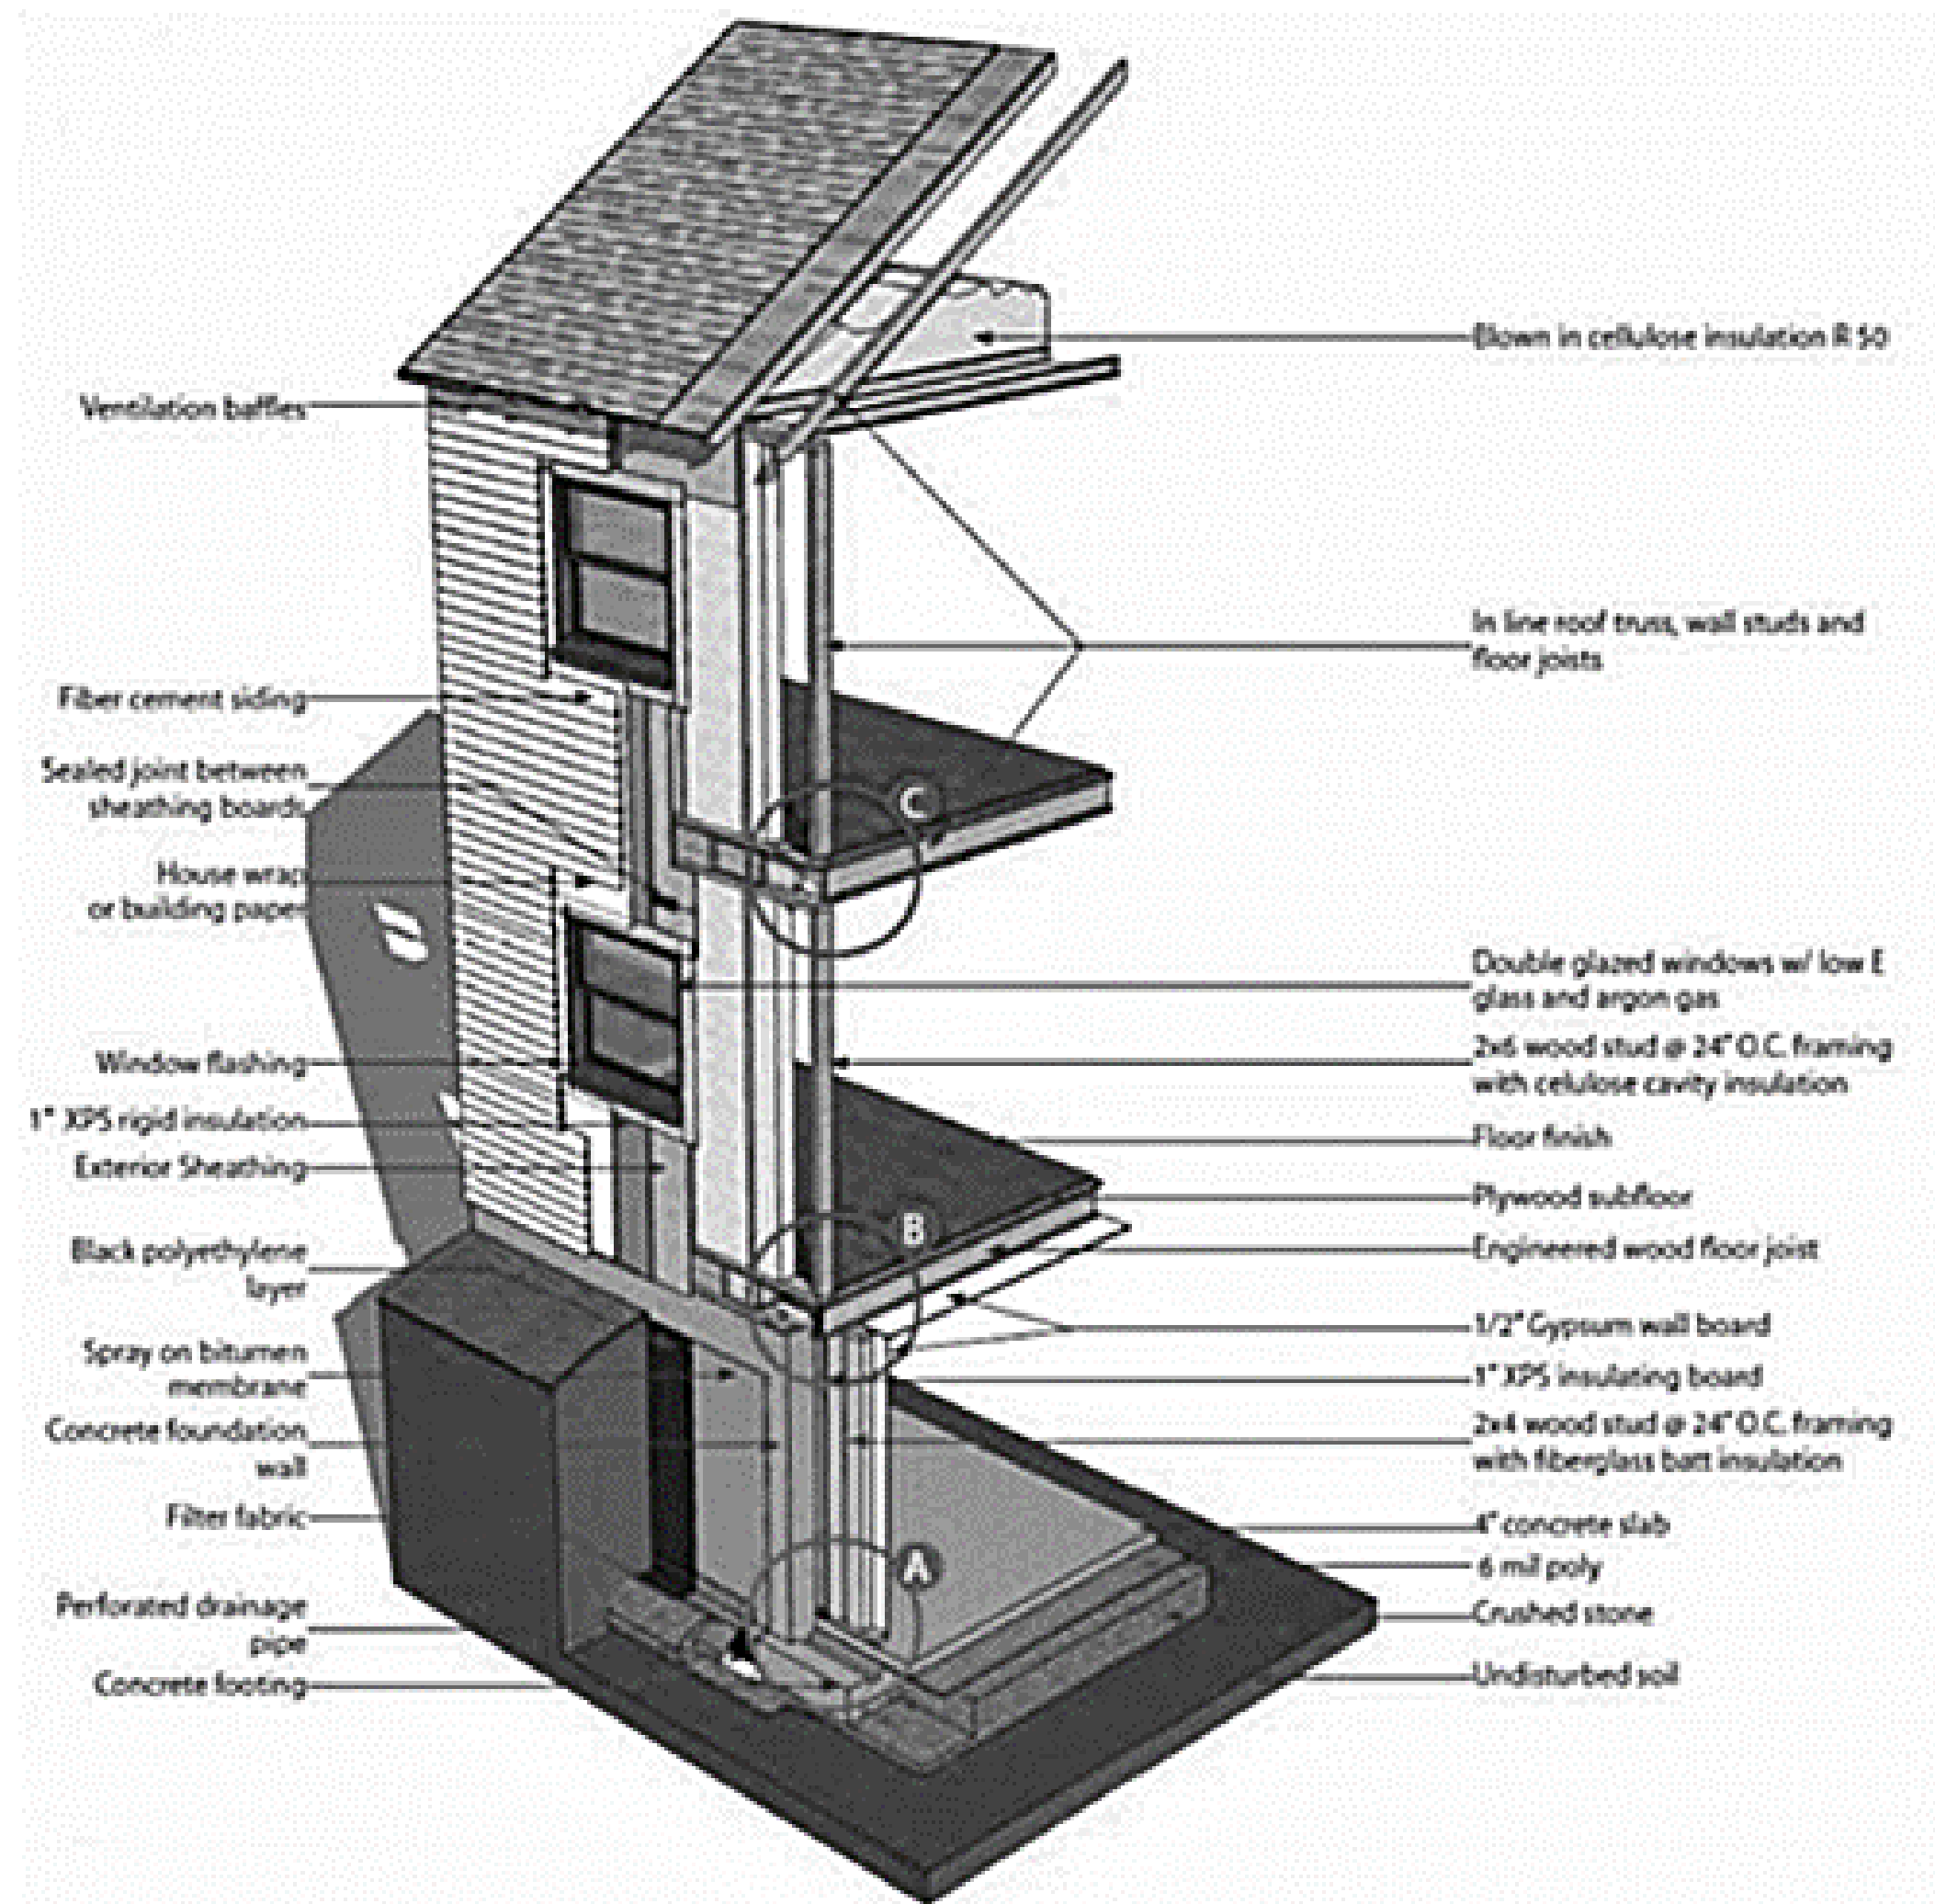 Blown in cellulose insulation R 50
Ventilation baffles
In line roof truss, wall studs and
floor joists
Fiber cement siding
Sealed joint between
sheathing boards
C
House wrap
or building paper
Double glazed windows w/ low E
glass and argon gas
Window flashing
2x6 wood stud @ 24" O.C. framing
with celulose cavity insulation
1" XPS rigid insulation
Floor finish
Exterior Sheathing
Plywood subfloor
B
Black polyethylene
layer
Engineered wood floor joist
Spray on bitumen
membrane
1/2" Gypsum wall board
1" XPS insulating board
Concrete foundation
wall
2x4 wood stud @ 24" O.C. framing
with fiberglass batt insulation
Filter fabric
4" concrete slab
A
6 mil poly
Perforated drainage
pipe
Crushed stone
Concrete footing
Undisturbed soil